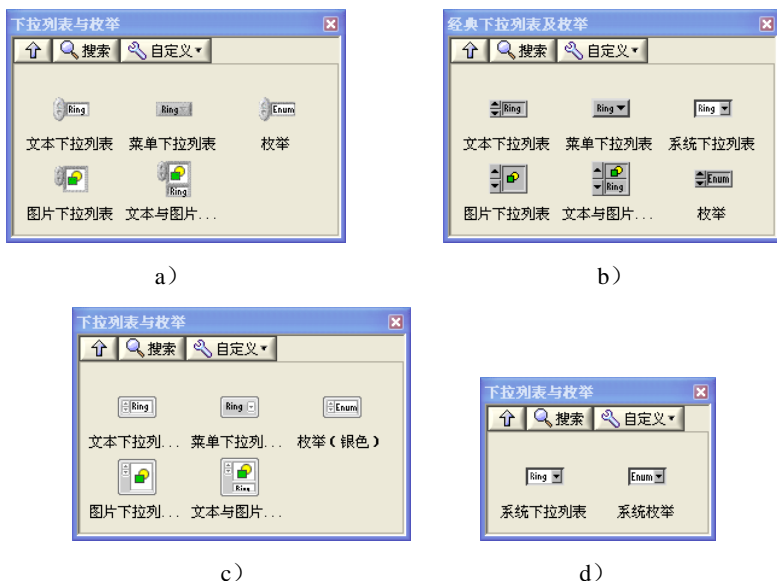 下拉列表与枚举
搜索 自定义
Ring Ring Enum
文本下拉列表 菜单下拉列表 枚举
Ring
图片下拉列表 文本与图片...
a）
经典下拉列表及枚举
搜索 自定义
Ring Ring Ring
文本下拉列表 菜单下拉列表 系统下拉列表
Ring Enum
图片下拉列表 文本与图片... 枚举
b）
下拉列表与枚举
搜索 自定义
Ring Ring Enum
文本下拉列... 菜单下拉列... 枚举(银色)
Ring
图片下拉列... 文本与图片...
c）
下拉列表与枚举
搜索 自定义
Ring Enum
系统下拉列表 系统枚举
d）